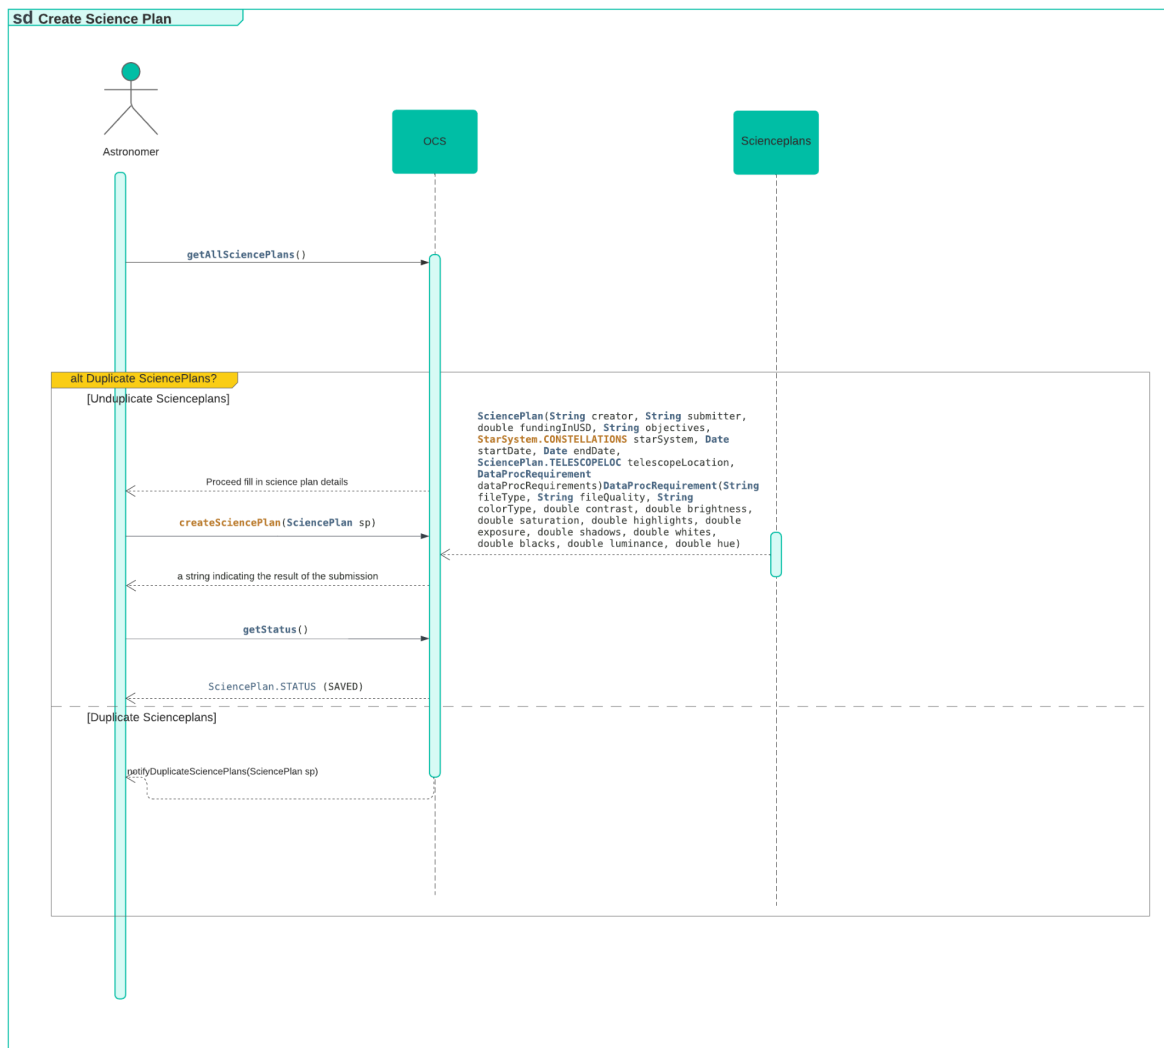 sd Create Science Plan
Astronomer
OCS
Scienceplans
getAllSciencePlans()
alt Duplicate SciencePlans?
[Unduplicate Scienceplans]
SciencePlan(String creator, String submitter,
double fundingInUSD, String objectives,
StarSystem.CONSTELLATIONS starSystem, Date
startDate, Date endDate,
SciencePlan.TELESCOPELOC telescopeLocation,
DataProcRequirement
dataProcRequirements)DataProcRequirement(String
fileType, String fileQuality, String
colorType, double contrast, double brightness,
double saturation, double highlights, double
exposure, double shadows, double whites,
double blacks, double luminance, double hue)
Proceed fill in science plan details
createSciencePlan(SciencePlan sp)
a string indicating the result of the submission
getStatus()
SciencePlan.STATUS (SAVED)
[Duplicate Scienceplans]
notifyDuplicateSciencePlans(SciencePlan sp)